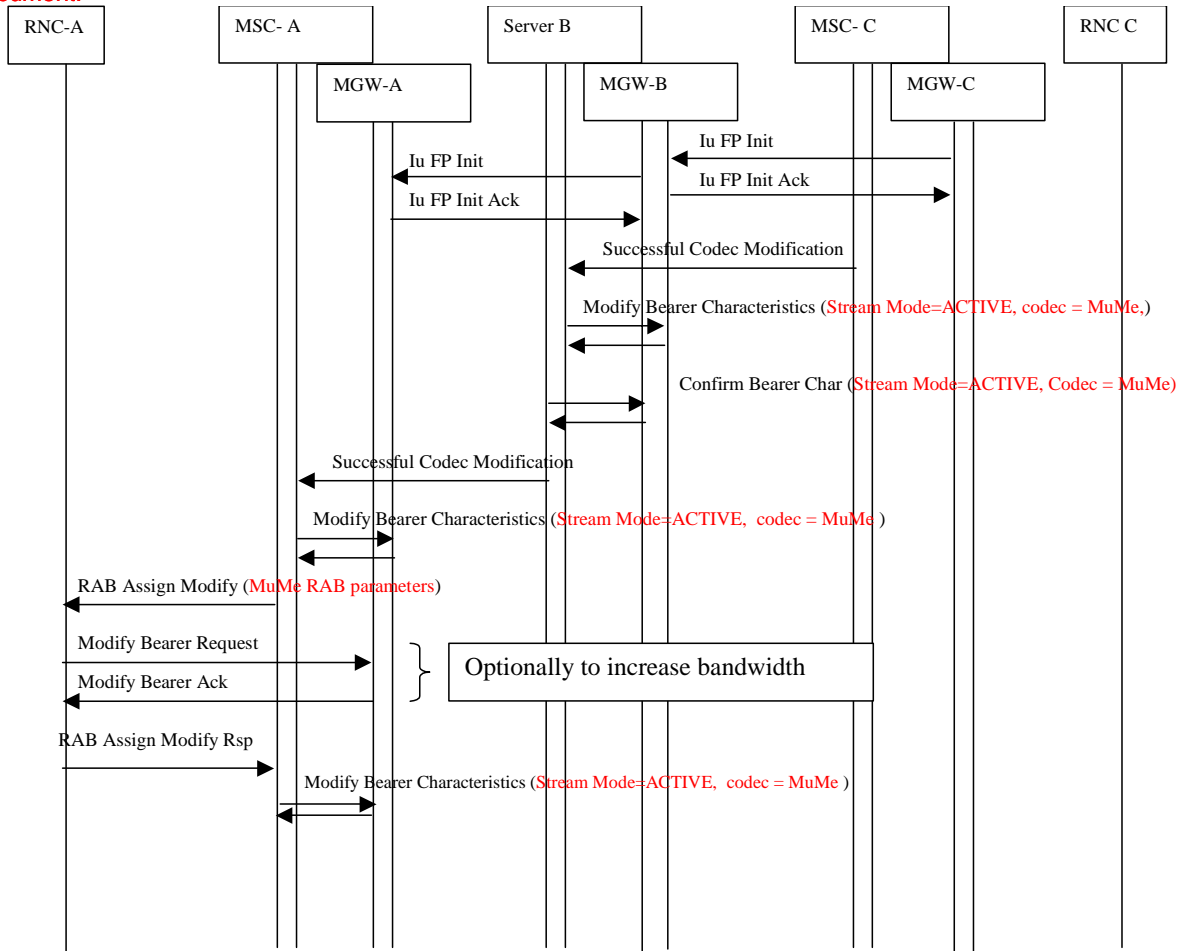 RNC-A
MSC- A
Server B
MSC- C
RNC C
MGW-A
MGW-B
MGW-C
Iu FP Init
Iu FP Init
Iu FP Init Ack
Iu FP Init Ack
Successful Codec Modification
Modify Bearer Characteristics (Stream Mode=ACTIVE, codec = MuMe,)
Confirm Bearer Char (Stream Mode=ACTIVE, Codec = MuMe)
Successful Codec Modification
Modify Bearer Characteristics (Stream Mode=ACTIVE, codec = MuMe )
RAB Assign Modify (MuMe RAB parameters)
Modify Bearer Request
Optionally to increase bandwidth
Modify Bearer Ack
RAB Assign Modify Rsp
Modify Bearer Characteristics (Stream Mode=ACTIVE, codec = MuMe )